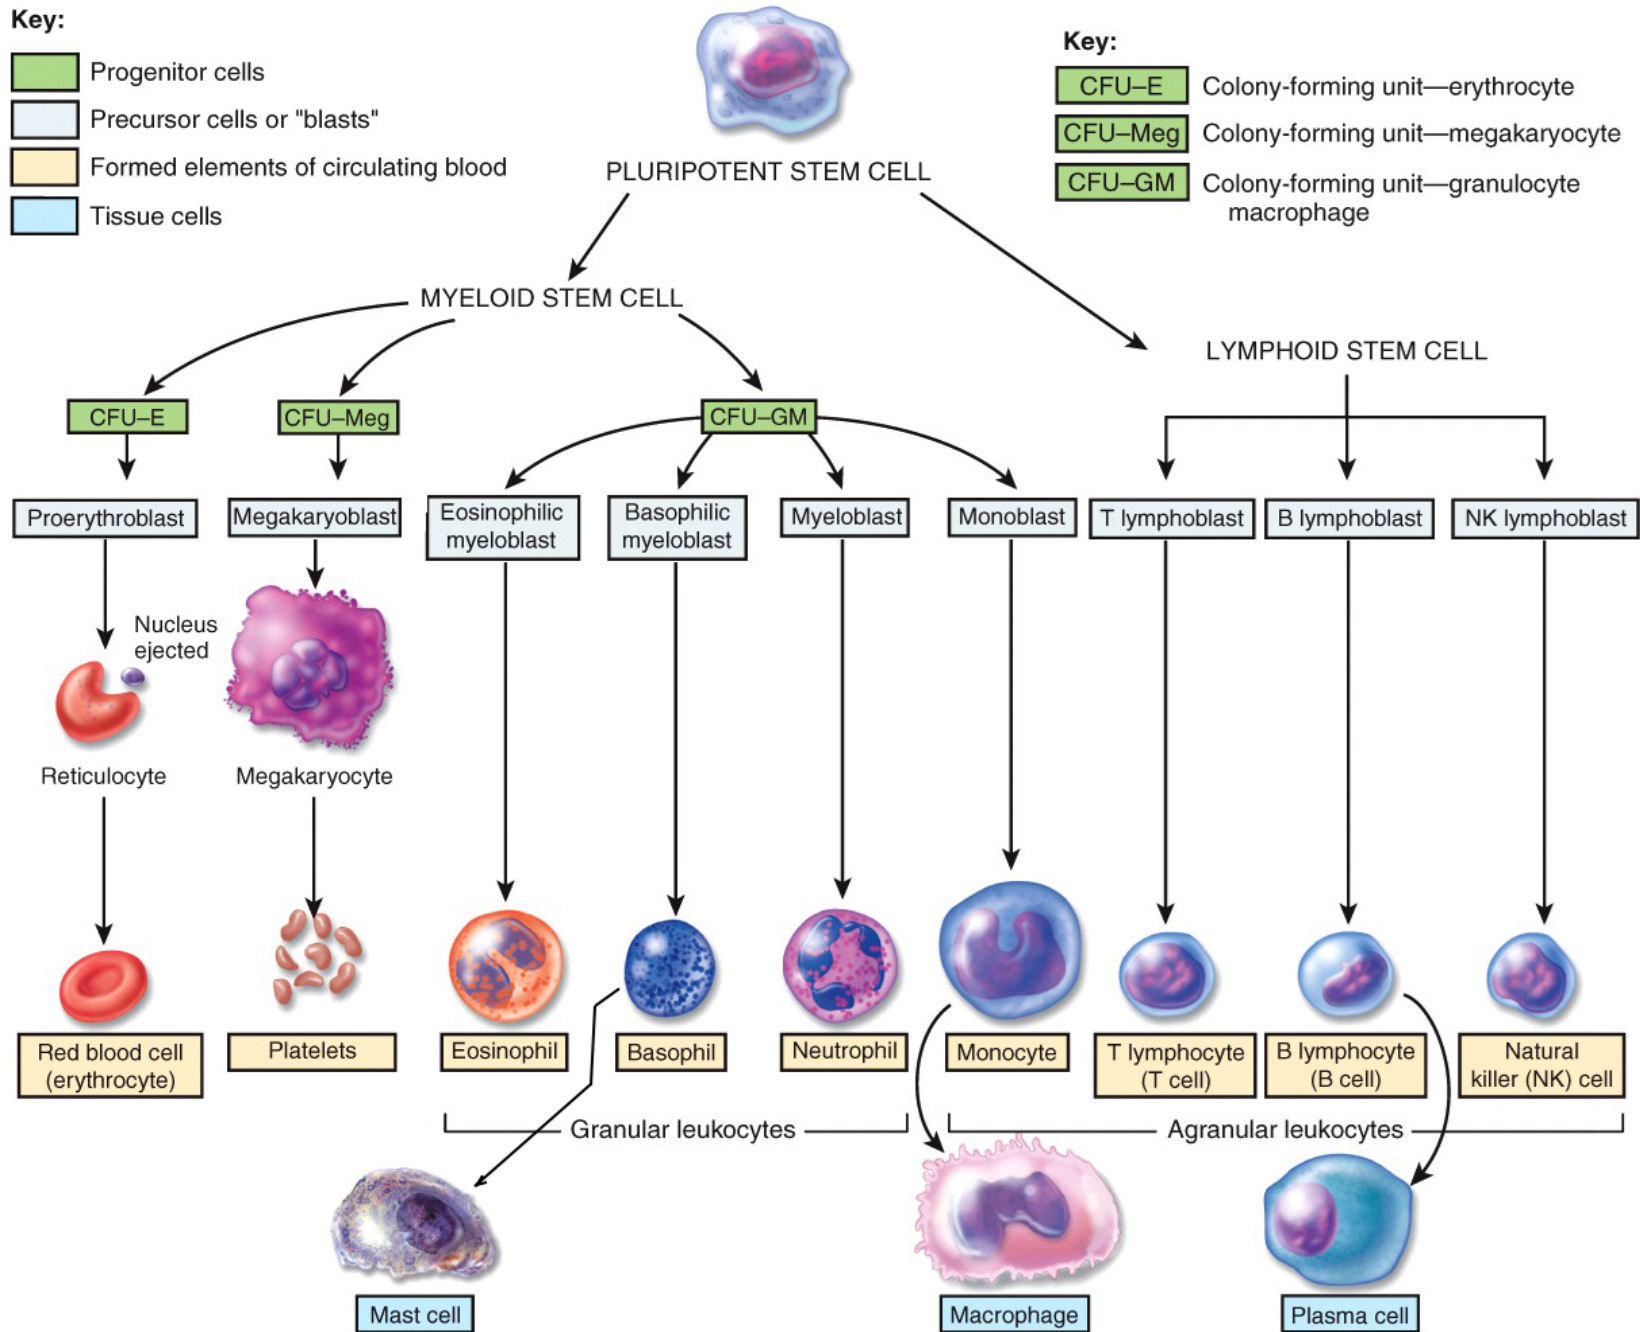 Key:
Progenitor cells
Precursor cells or "blasts"
Formed elements of circulating blood
Tissue cells
Key:
CFU–E Colony-forming unit—erythrocyte
CFU–Meg Colony-forming unit—megakaryocyte
CFU–GM Colony-forming unit—granulocyte
macrophage
PLURIPOTENT STEM CELL
MYELOID STEM CELL
LYMPHOID STEM CELL
CFU–E
CFU–Meg
CFU–GM
Proerythroblast
Megakaryoblast
Eosinophilic
myeloblast
Basophilic
myeloblast
Myeloblast
Monoblast
T lymphoblast
B lymphoblast
NK lymphoblast
Nucleus
ejected
Reticulocyte
Megakaryocyte
Red blood cell
(erythrocyte)
Platelets
Eosinophil
Basophil
Neutrophil
Monocyte
T lymphocyte
(T cell)
B lymphocyte
(B cell)
Natural
killer (NK) cell
Granular leukocytes
Agranular leukocytes
Mast cell
Macrophage
Plasma cell